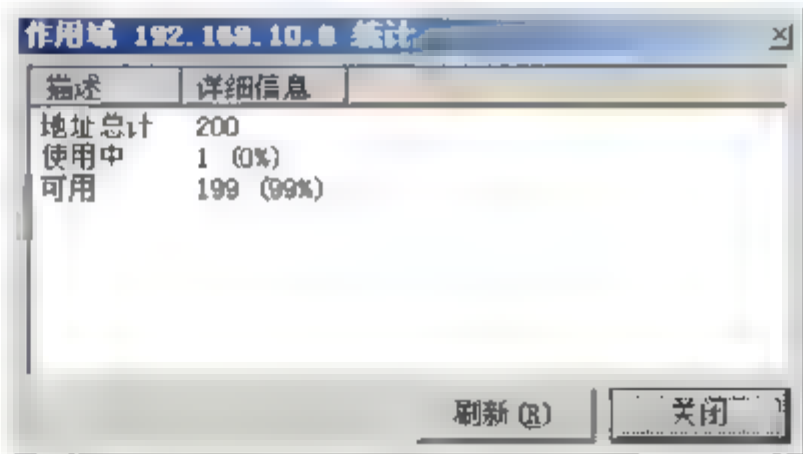 作用域 192.168.10.0 统计
描述 详细信息
地址总计 200
使用中 1 (0%)
可用 199 (99%)
刷新(R) 关闭